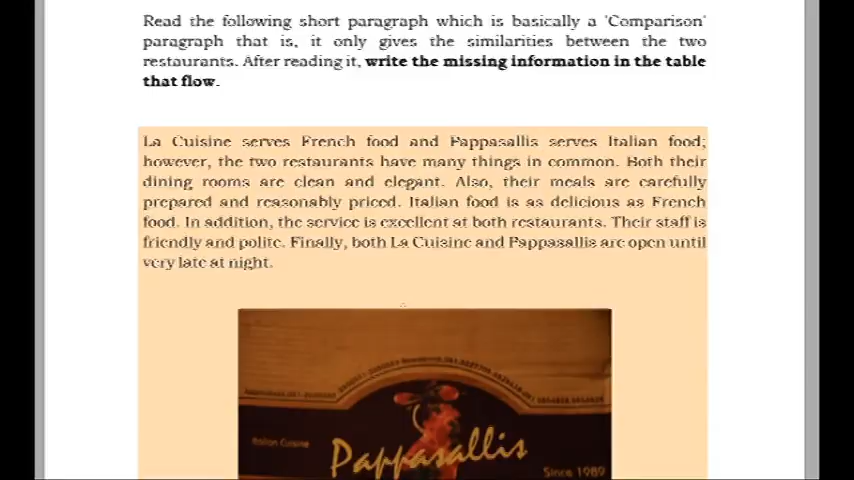 Read the following short paragraph which is basically a 'Comparison'
paragraph that is, it only gives the similarities between the two
restaurants. After reading it, write the missing information in the table
that flow.
La Cuisine serves French food and Pappasallis serves Italian food;
however, the two restaurants have many things in common. Both their
dining rooms are clean and elegant. Also, their meals are carefully
prepared and reasonably priced. Italian food is as delicious as French
food. In addition, the service is excellent at both restaurants. Their staff is
friendly and polite. Finally, both La Cuisine and Pappasallis are open until
very late at night.
Italian Cuisine
Pappasallis
Since 1989